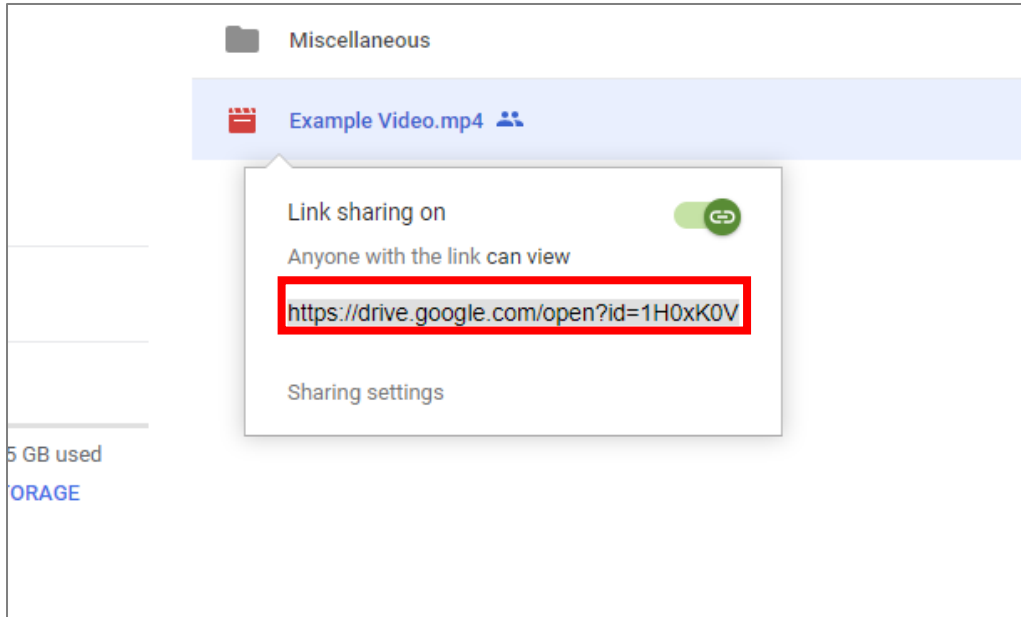 Miscellaneous
Example Video.mp4
Link sharing on
Anyone with the link can view
https://drive.google.com/open?id=1H0xK0V
Sharing settings
5 GB used
ORAGE